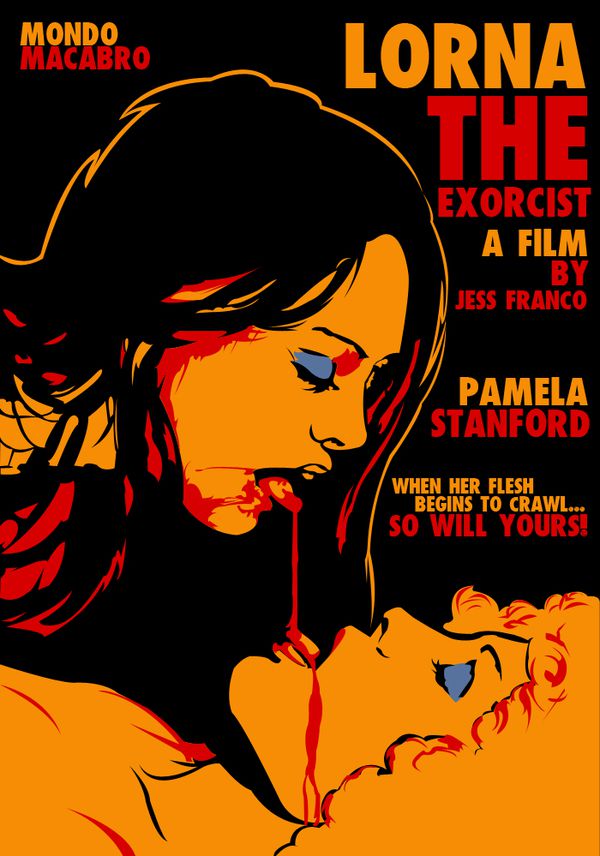 MONDO
MACABRO
LORNA
THE
EXORCIST
A FILM
BY
JESS FRANCO
PAMELA
STANFORD
WHEN HER FLESH
BEGINS TO CRAWL...
SO WILL YOURS!